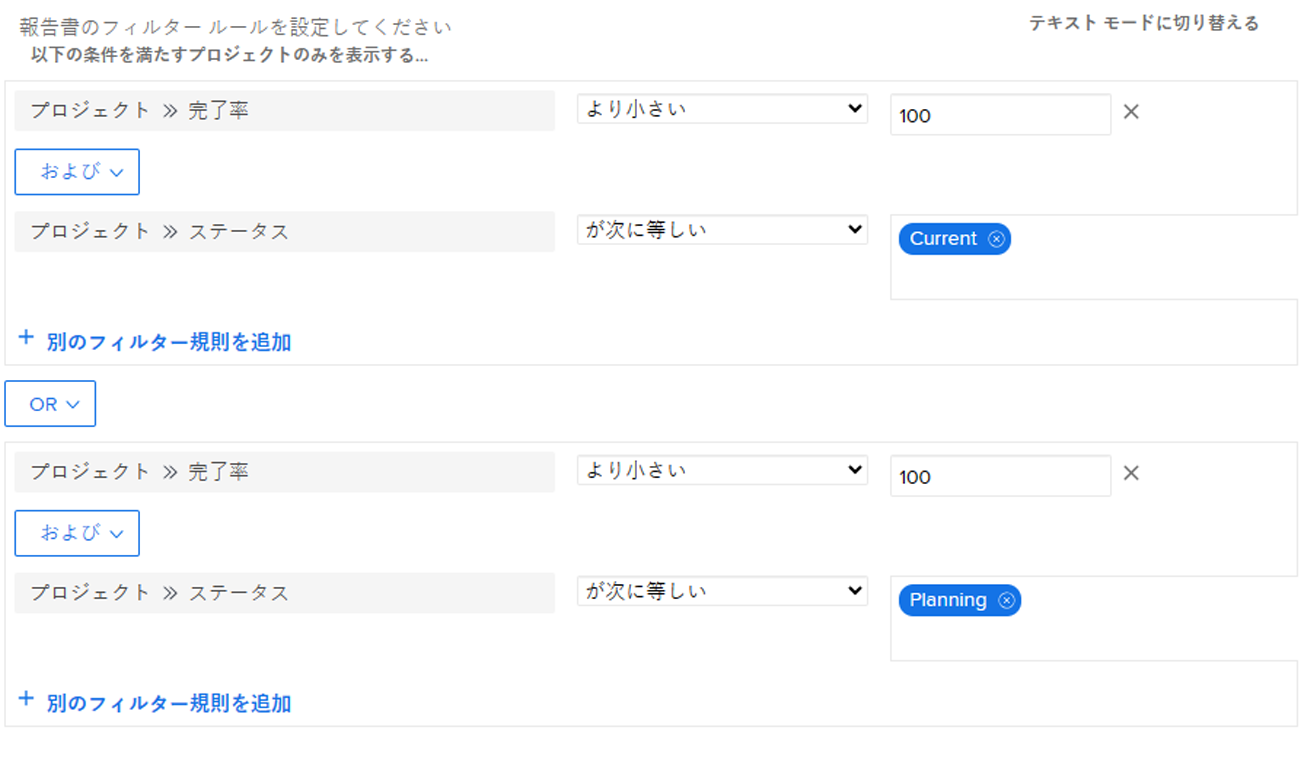 報告書のフィルター ルールを設定してください
テキスト モードに切り替える
以下の条件を満たすプロジェクトのみを表示する...
プロジェクト ≫ 完了率 より小さい 100
および
プロジェクト ≫ ステータス が次に等しい Current
+ 別のフィルター規則を追加
OR
プロジェクト ≫ 完了率 より小さい 100
および
プロジェクト ≫ ステータス が次に等しい Planning
+ 別のフィルター規則を追加